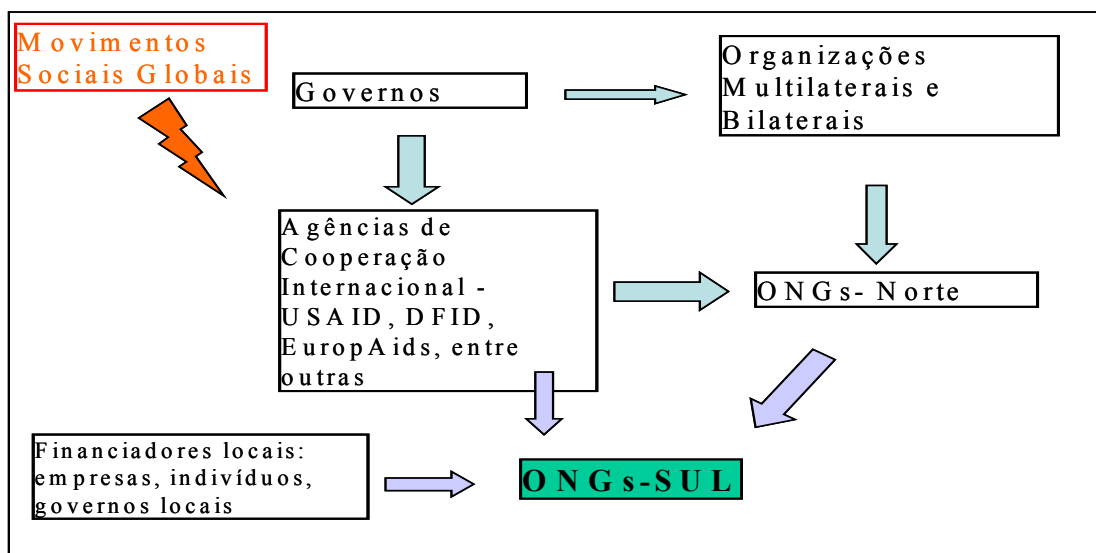 Movimentos
Sociais Globais
Governos
Organizações
Multilaterais e
Bilaterais
Agências de
Cooperação
Internacional -
USAID, DFID,
EuropAids, entre
outras
ONGs- Norte
Financiadores locais:
empresas, indivíduos,
governos locais
ONGs-SUL